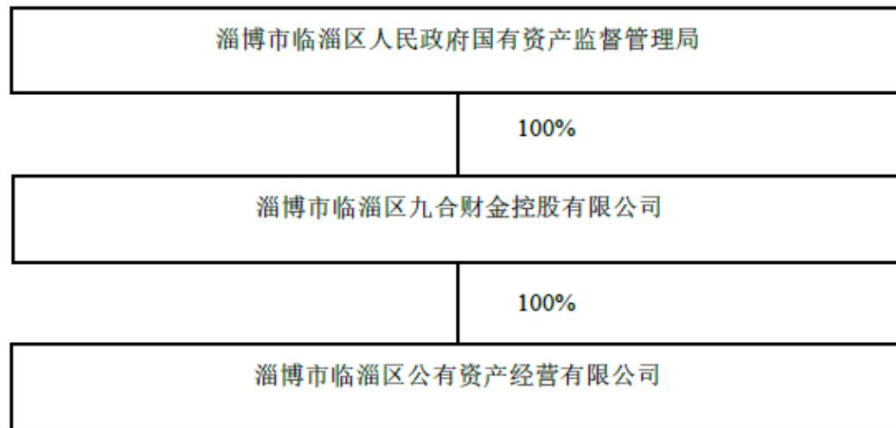 淄博市临淄区人民政府国有资产监督管理局
100%
淄博市临淄区九合财金控股有限公司
100%
淄博市临淄区公有资产经营有限公司